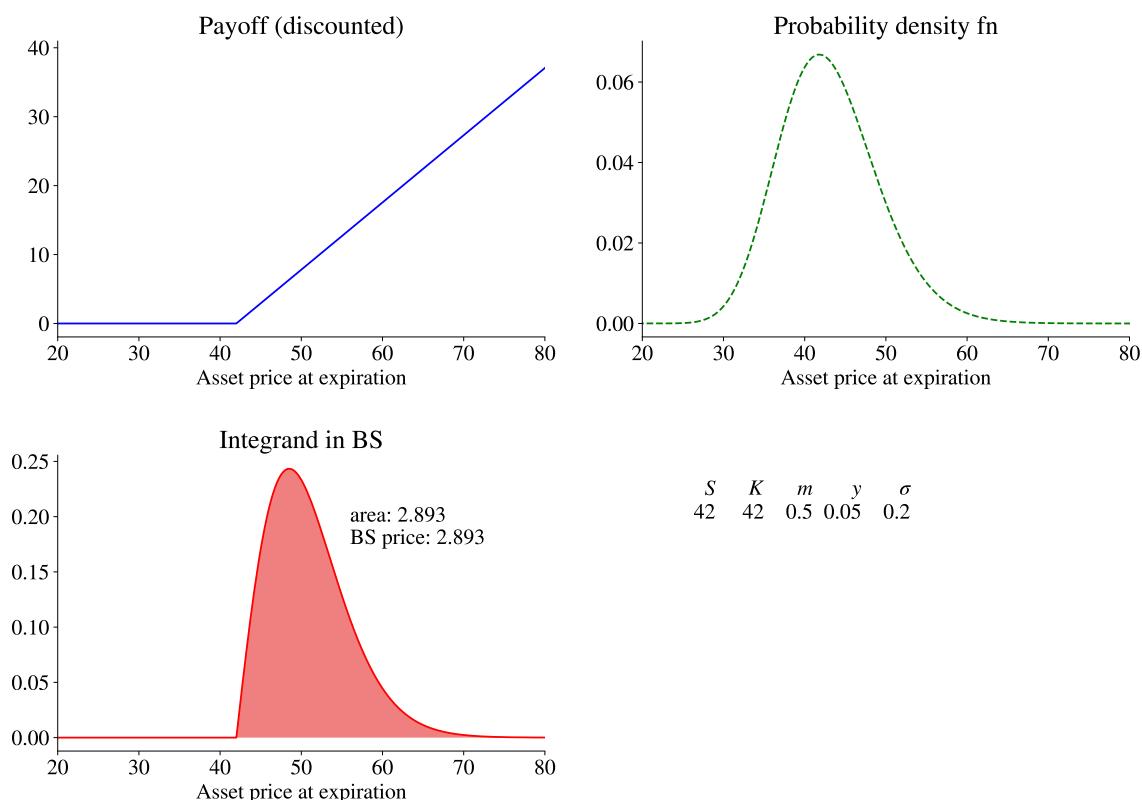 Payoff (discounted)
40
30
20
10
0
20 30 40 50 60 70 80
Asset price at expiration
Probability density fn
0.06
0.04
0.02
0.00
20 30 40 50 60 70 80
Asset price at expiration
Integrand in BS
0.25
0.20
0.15
0.10
0.05
0.00
area: 2.893
BS price: 2.893
20 30 40 50 60 70 80
Asset price at expiration
S K m y σ
42 42 0.5 0.05 0.2